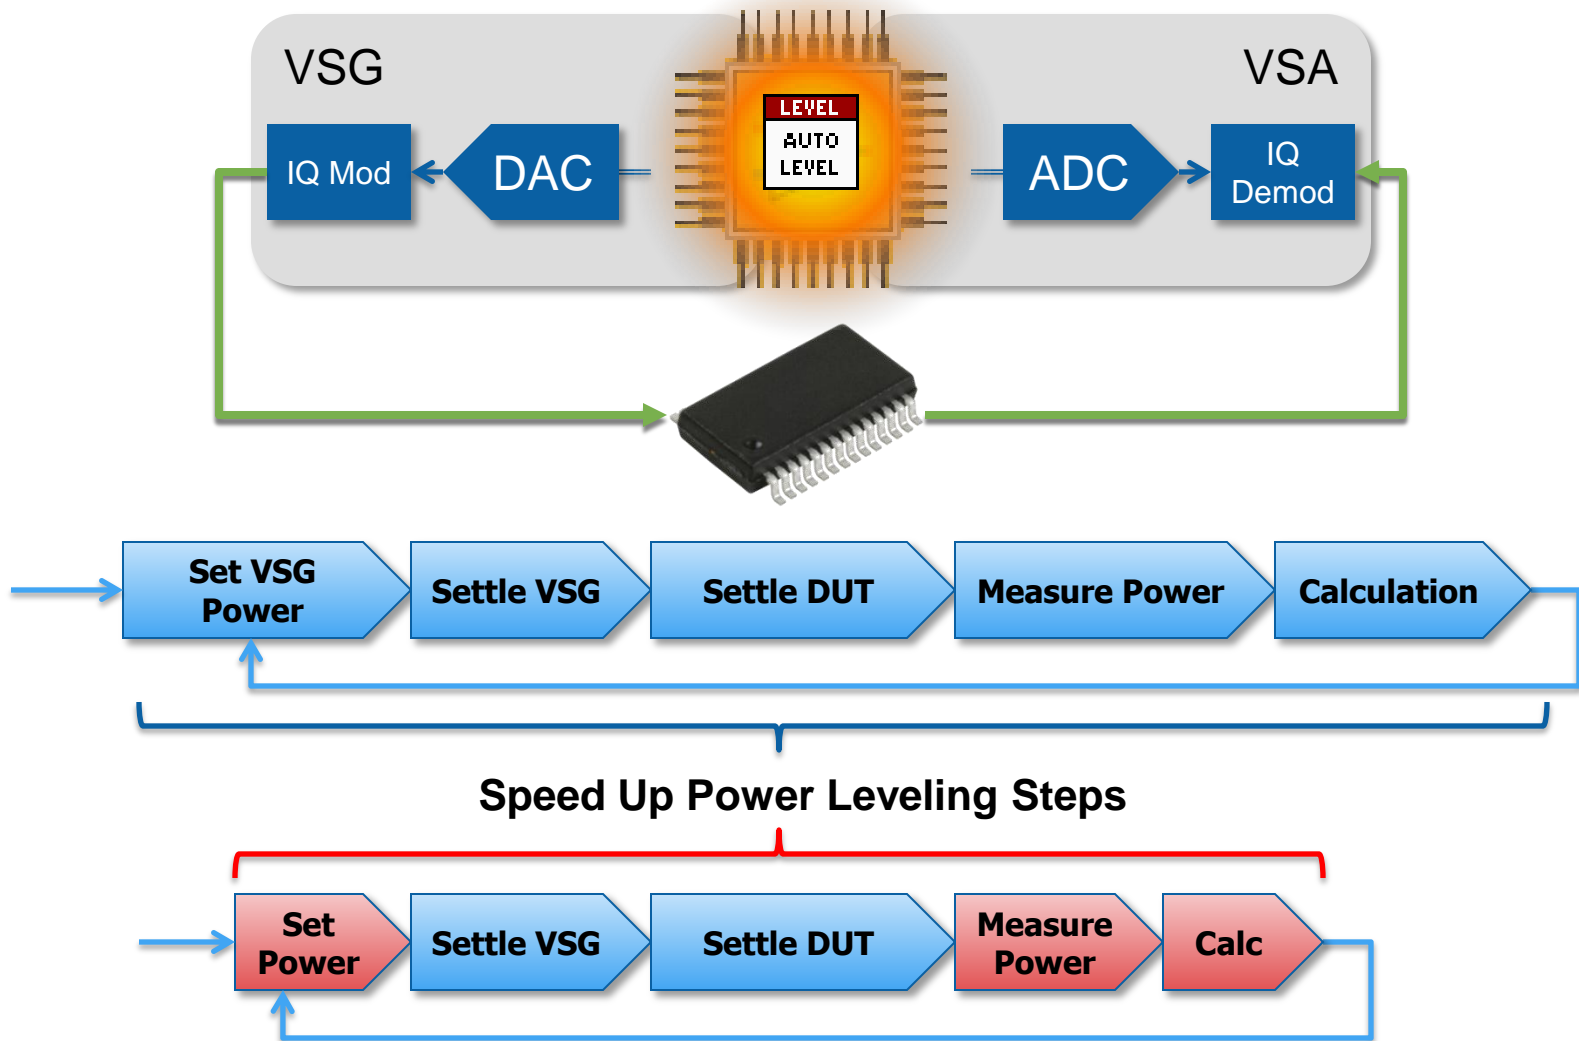 VSG
VSA
LEVEL
AUTO
LEVEL
IQ Mod
DAC
ADC
IQ
Demod
Set VSG
Power
Settle VSG
Settle DUT
Measure Power
Calculation
Speed Up Power Leveling Steps
Set
Power
Settle VSG
Settle DUT
Measure
Power
Calc